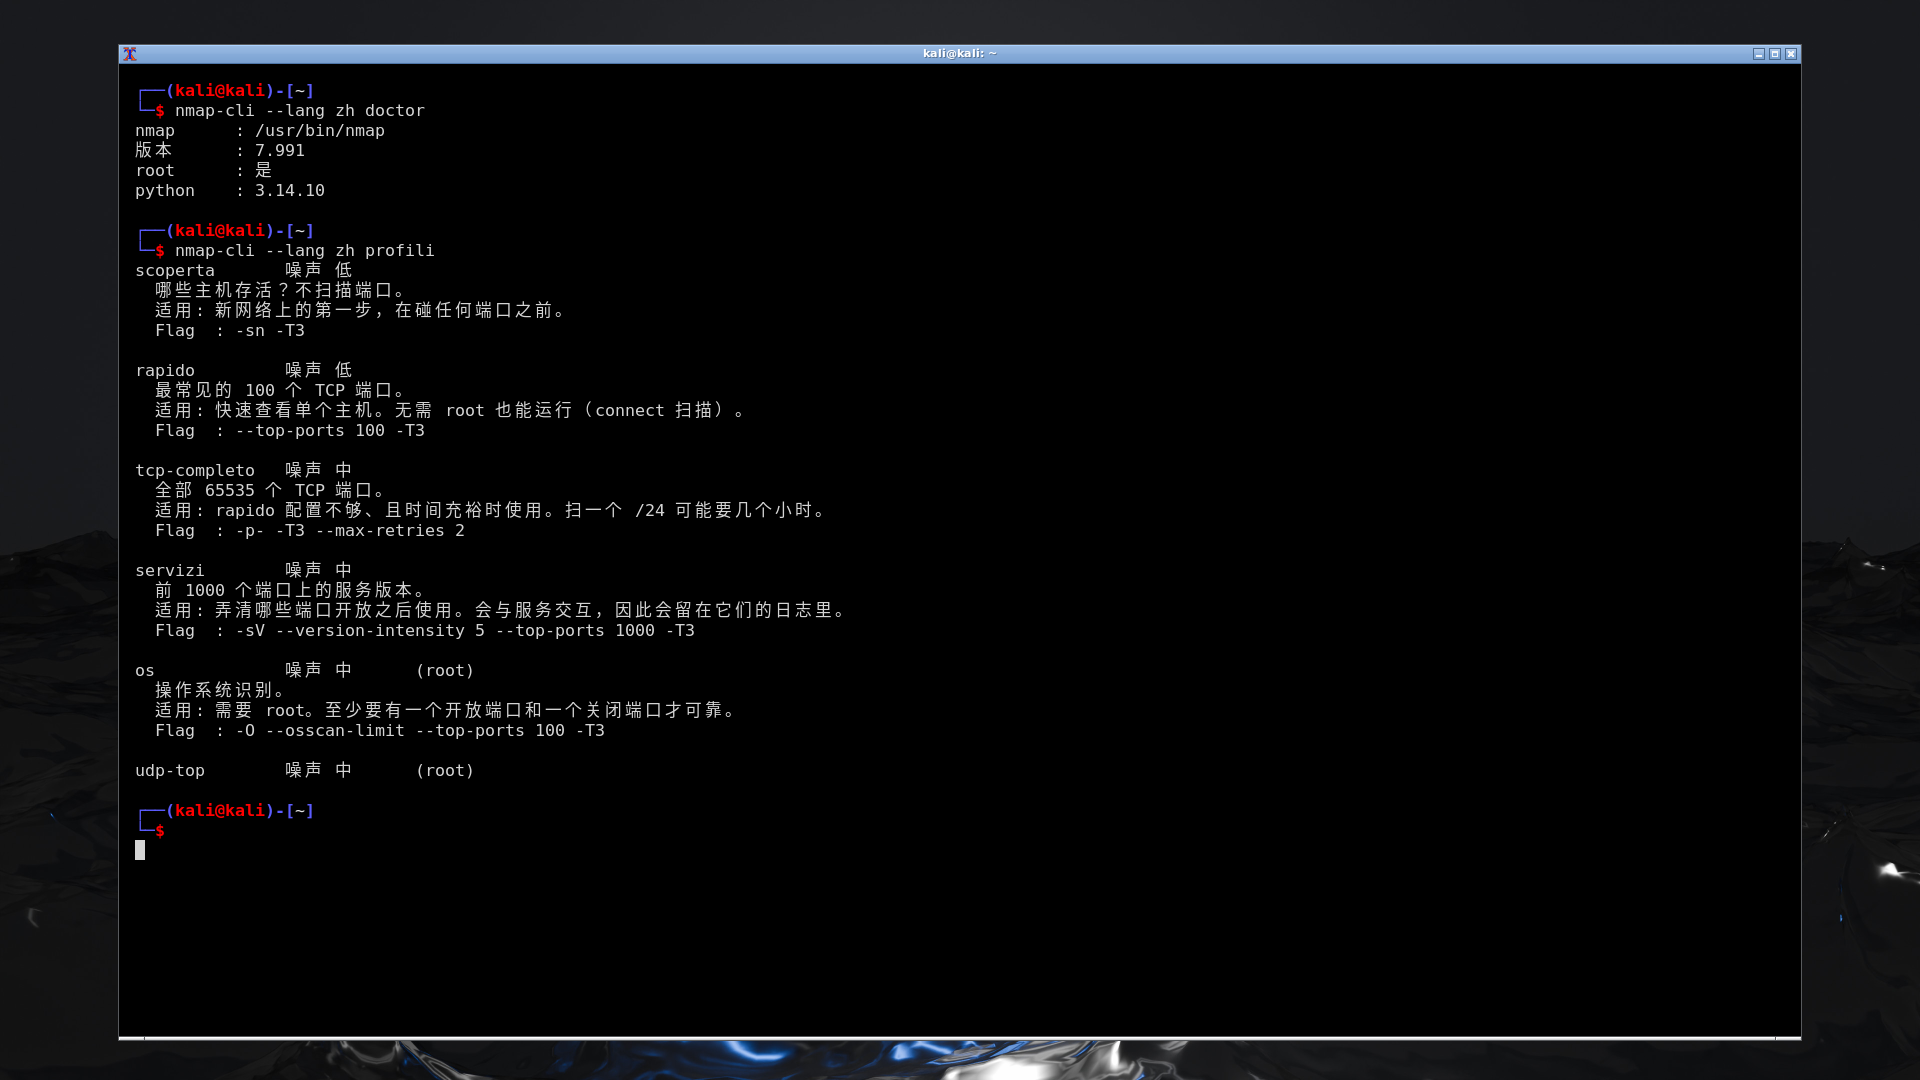 kali@kali: ~
┌──(kali@kali)-[~]
└─$ nmap-cli --lang zh doctor
nmap      : /usr/bin/nmap
版本      : 7.991
root      : 是
python    : 3.14.10
┌──(kali@kali)-[~]
└─$ nmap-cli --lang zh profili
scoperta       噪声 低
  哪些主机存活？不扫描端口。
  适用: 新网络上的第一步，在碰任何端口之前。
  Flag  : -sn -T3
rapido         噪声 低
  最常见的 100 个 TCP 端口。
  适用: 快速查看单个主机。无需 root 也能运行（connect 扫描）。
  Flag  : --top-ports 100 -T3
tcp-completo   噪声 中
  全部 65535 个 TCP 端口。
  适用: rapido 配置不够、且时间充裕时使用。扫一个 /24 可能要几个小时。
  Flag  : -p- -T3 --max-retries 2
servizi        噪声 中
  前 1000 个端口上的服务版本。
  适用: 弄清哪些端口开放之后使用。会与服务交互，因此会留在它们的日志里。
  Flag  : -sV --version-intensity 5 --top-ports 1000 -T3
os             噪声 中      (root)
  操作系统识别。
  适用: 需要 root。至少要有一个开放端口和一个关闭端口才可靠。
  Flag  : -O --osscan-limit --top-ports 100 -T3
udp-top        噪声 中      (root)
┌──(kali@kali)-[~]
└─$